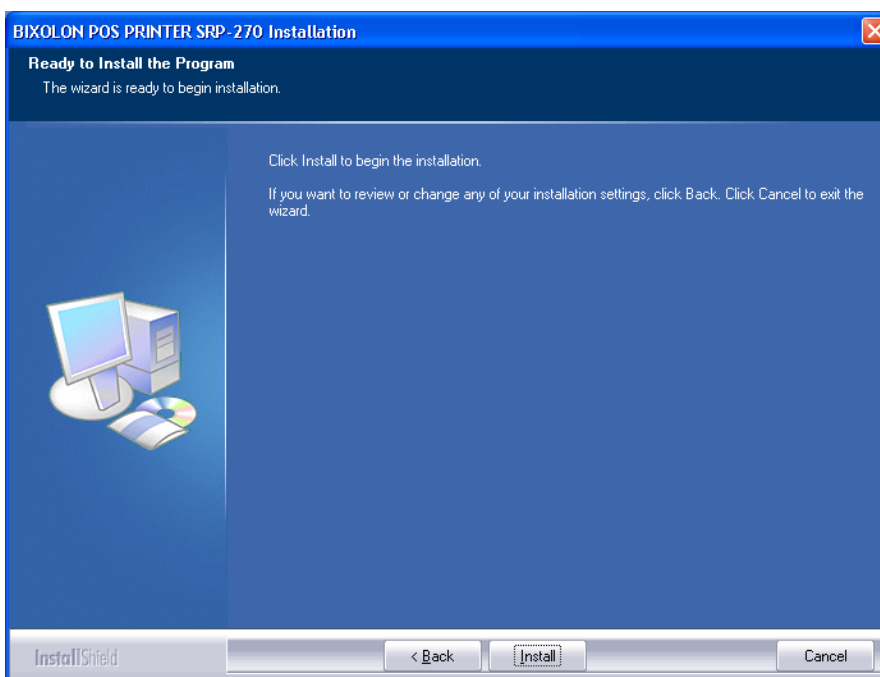 BIXOLON POS PRINTER SRP-270 Installation
Ready to Install the Program
The wizard is ready to begin installation.
Click Install to begin the installation.
If you want to review or change any of your installation settings, click Back. Click Cancel to exit the
wizard.
InstallShield
< Back
Install
Cancel